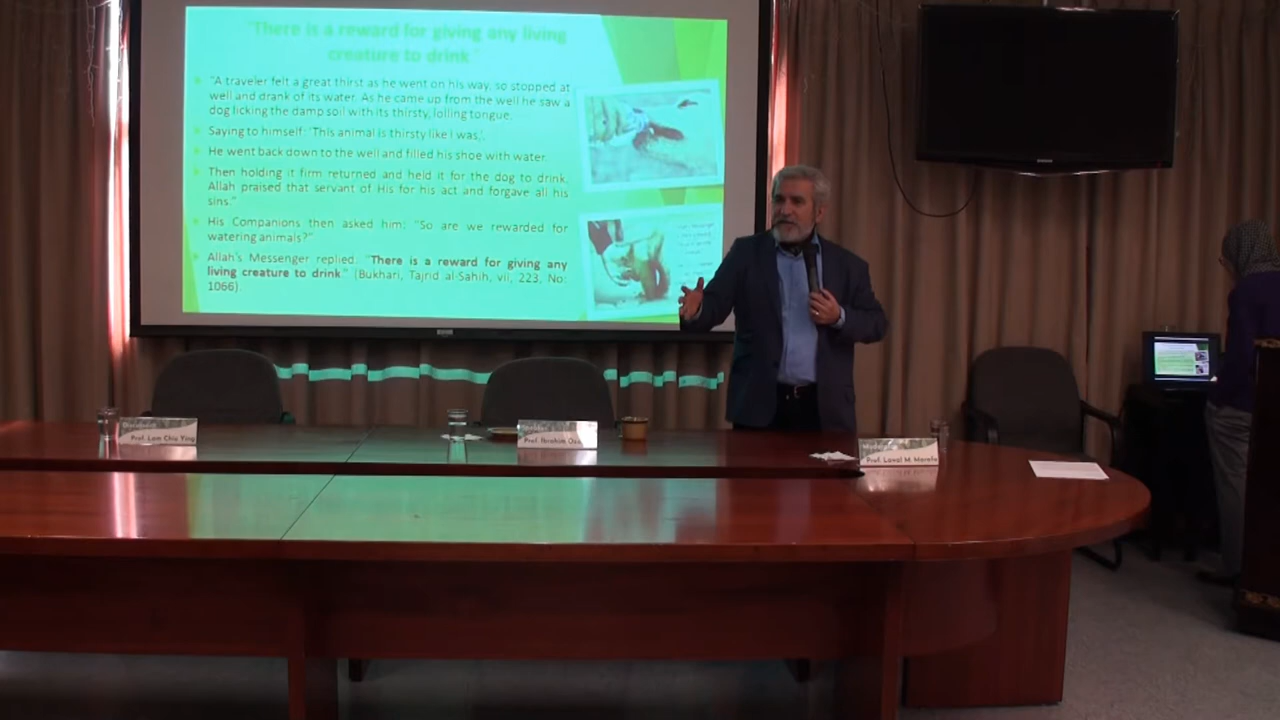 "There is a reward for giving any living
creature to drink"
"A traveler felt a great thirst as he went on his way, so stopped at
well and drank of its water. As he came up from the well he saw a
dog licking the damp soil with its thirsty, lolling tongue.
Saying to himself: 'This animal is thirsty like I was,'.
He went back down to the well and filled his shoe with water.
Then holding it firm returned and held it for the dog to drink.
Allah praised that servant of His for his act and forgave all his
sins."
His Companions then asked him: "So are we rewarded for
watering animals?"
Allah's Messenger replied: "There is a reward for giving any
living creature to drink." (Bukhari, Tajrid al-Sahih, vii, 223, No:
1066).
Prof. Lam Chiu Ying
Prof. Ibrahim
Prof. M.